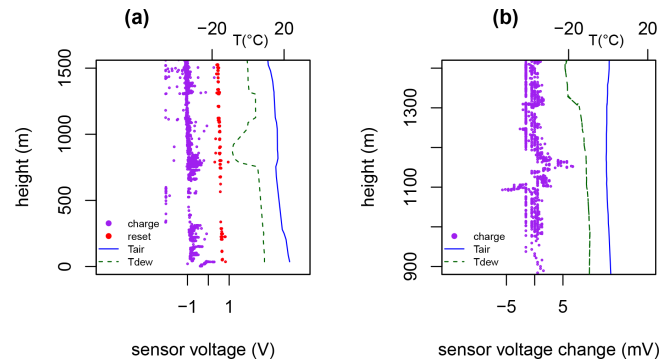 (a)
−20 T(°C) 20
height (m)
0 500 1000 1500
charge
reset
Tair
Tdew
−1 1
sensor voltage (V)
(b)
−20 T(°C) 20
height (m)
900 1100 1300
charge
Tair
Tdew
−5 5
sensor voltage change (mV)